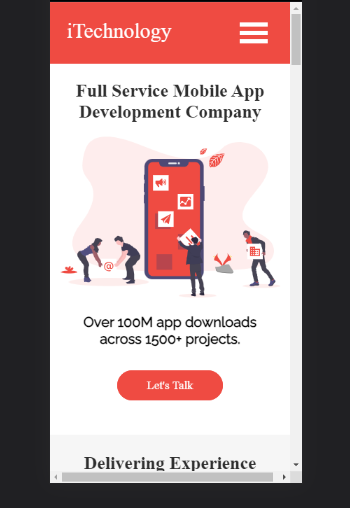 iTechnology
Full Service Mobile App
Development Company
@
Over 100M app downloads
across 1500+ projects.
Let's Talk
Delivering Experience